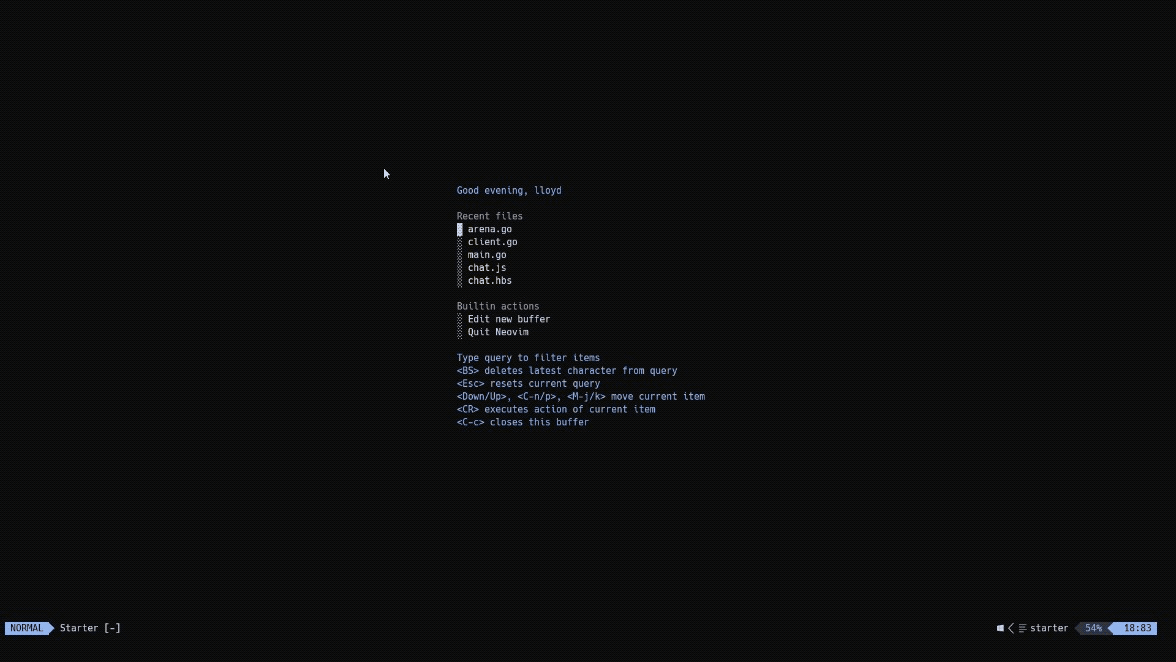 Good evening, lloyd
Recent files
░ arena.go
░ client.go
░ main.go
░ chat.js
░ chat.hbs
Builtin actions
░ Edit new buffer
░ Quit Neovim
Type query to filter items
<BS> deletes latest character from query
<Esc> resets current query
<Down/Up>, <C-n/p>, <M-j/k> move current item
<CR> executes action of current item
<C-c> closes this buffer
NORMAL Starter [-] starter 54% 18:83